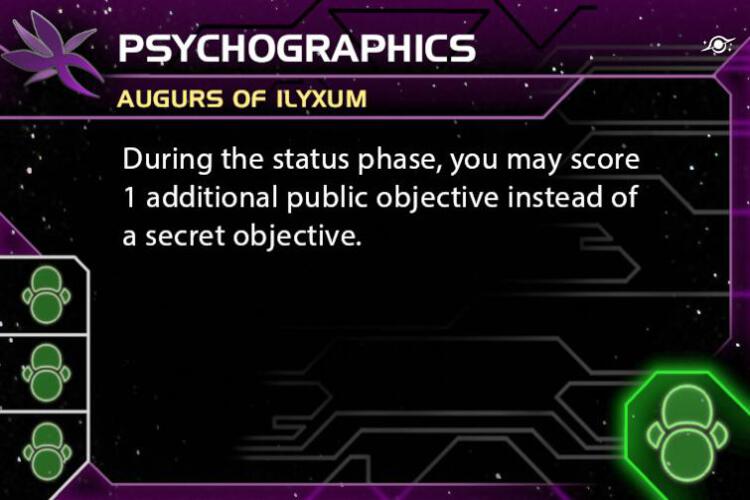 PSYCHOGRAPHICS
AUGURS OF ILYXUM
During the status phase, you may score
1 additional public objective instead of
a secret objective.